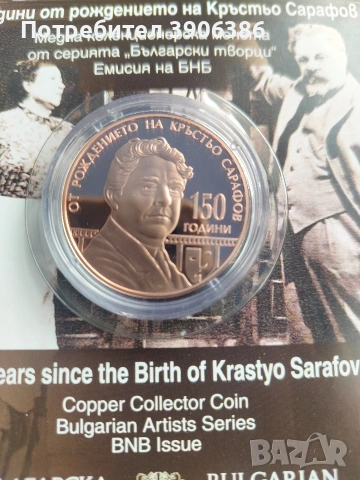 Потребител 3906386
дини от рождението на Кръстьо Сарафов
Медна колекционерска монета
от серията „Български творци“
Емисия на БНБ
ОТ РОЖДЕНИЕТО НА КРЪСТЬО САРАФОВ
150
ГОДИНИ
ears since the Birth of Krastyo Sarafov
Copper Collector Coin
Bulgarian Artists Series
BNB Issue
BULGARIAN
BAZAR